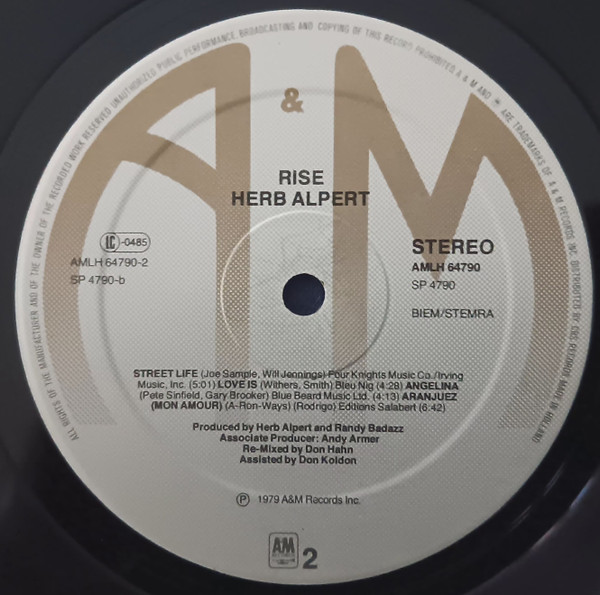 ALL RIGHTS OF THE MANUFACTURER AND OF THE OWNER OF THE RECORDED WORK RESERVED UNAUTHORIZED PUBLIC PERFORMANCE, BROADCASTING AND COPYING OF THIS RECORD PROHIBITED A & M AND ARE TRADEMARKS OF A & M RECORDS INC. DISTRIBUTED BY CBS RECORDS MADE IN HOLLAND
A & M
RISE
HERB ALPERT
LC-0485
STEREO
AMLH 64790-2
AMLH 64790
SP 4790-b
SP 4790
BIEM/STEMRA
STREET LIFE (Joe Sample, Will Jennings) Four Knights Music Co./Irving
Music, Inc. (5:01) LOVE IS (Withers, Smith) Bleu Nig (4:28) ANGELINA
(Pete Sinfield, Gary Brooker) Blue Beard Music Ltd. (4:13) ARANJUEZ
(MON AMOUR) (A-Ron-Ways) (Rodrigo) Editions Salabert (6:42)
Produced by Herb Alpert and Randy Badazz
Associate Producer: Andy Armer
Re-Mixed by Don Hahn
Assisted by Don Koldon
℗ 1979 A&M Records Inc.
A&M
2